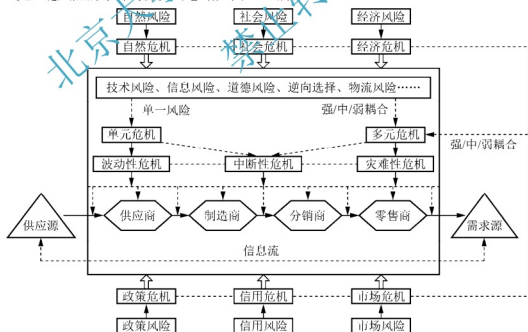 自然风险 社会风险 经济风险
自然危机 社会危机 经济危机
技术风险、信息风险、道德风险、逆向选择、物流风险……
单一风险 强/中/弱耦合
单元危机 多元危机
强/中/弱耦合
波动性危机 中断性危机 灾难性危机
供应源 供应商 制造商 分销商 零售商 需求源
信息流
政策危机 信用危机 市场危机
政策风险 信用风险 市场风险
北京
禁止转